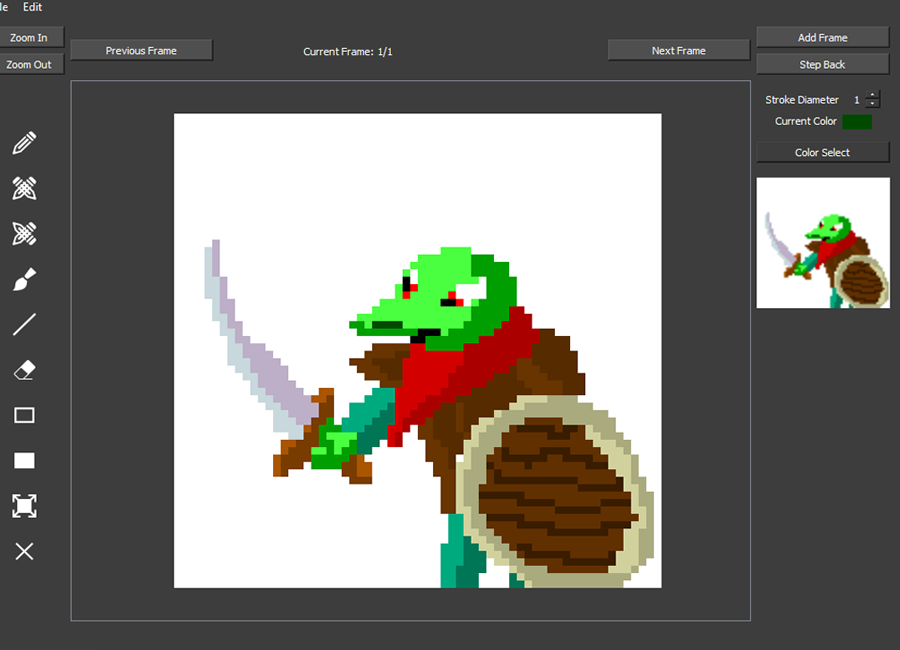 le Edit
Zoom In
Zoom Out
Previous Frame
Current Frame: 1/1
Next Frame
Add Frame
Step Back
Stroke Diameter 1
Current Color
Color Select